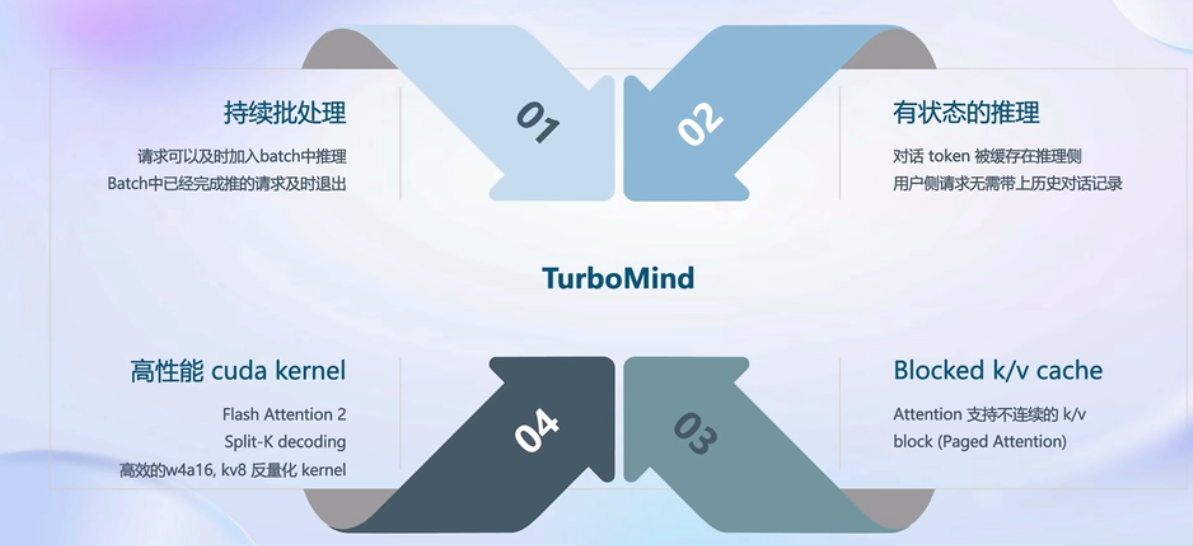 持续批处理
请求可以及时加入batch中推理
Batch中已经完成推的请求及时退出
01
02
有状态的推理
对话 token 被缓存在推理侧
用户侧请求无需带上历史对话记录
TurboMind
高性能 cuda kernel
Flash Attention 2
Split-K decoding
高效的w4a16, kv8 反量化 kernel
04
03
Blocked k/v cache
Attention 支持不连续的 k/v
block (Paged Attention)